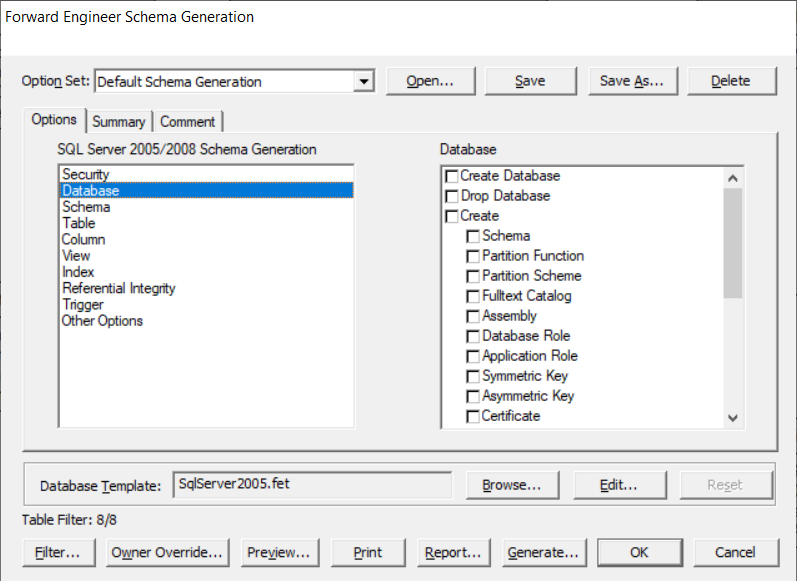 Forward Engineer Schema Generation
Option Set: Default Schema Generation Open... Save Save As... Delete
Options Summary Comment
SQL Server 2005/2008 Schema Generation
Security
Database
Schema
Table
Column
View
Index
Referential Integrity
Trigger
Other Options
Database
Create Database
Drop Database
Create
Schema
Partition Function
Partition Scheme
Fulltext Catalog
Assembly
Database Role
Application Role
Symmetric Key
Asymmetric Key
Certificate
Database Template: SqlServer2005.fet Browse... Edit... Reset
Table Filter: 8/8
Filter... Owner Override... Preview... Print Report... Generate... OK Cancel